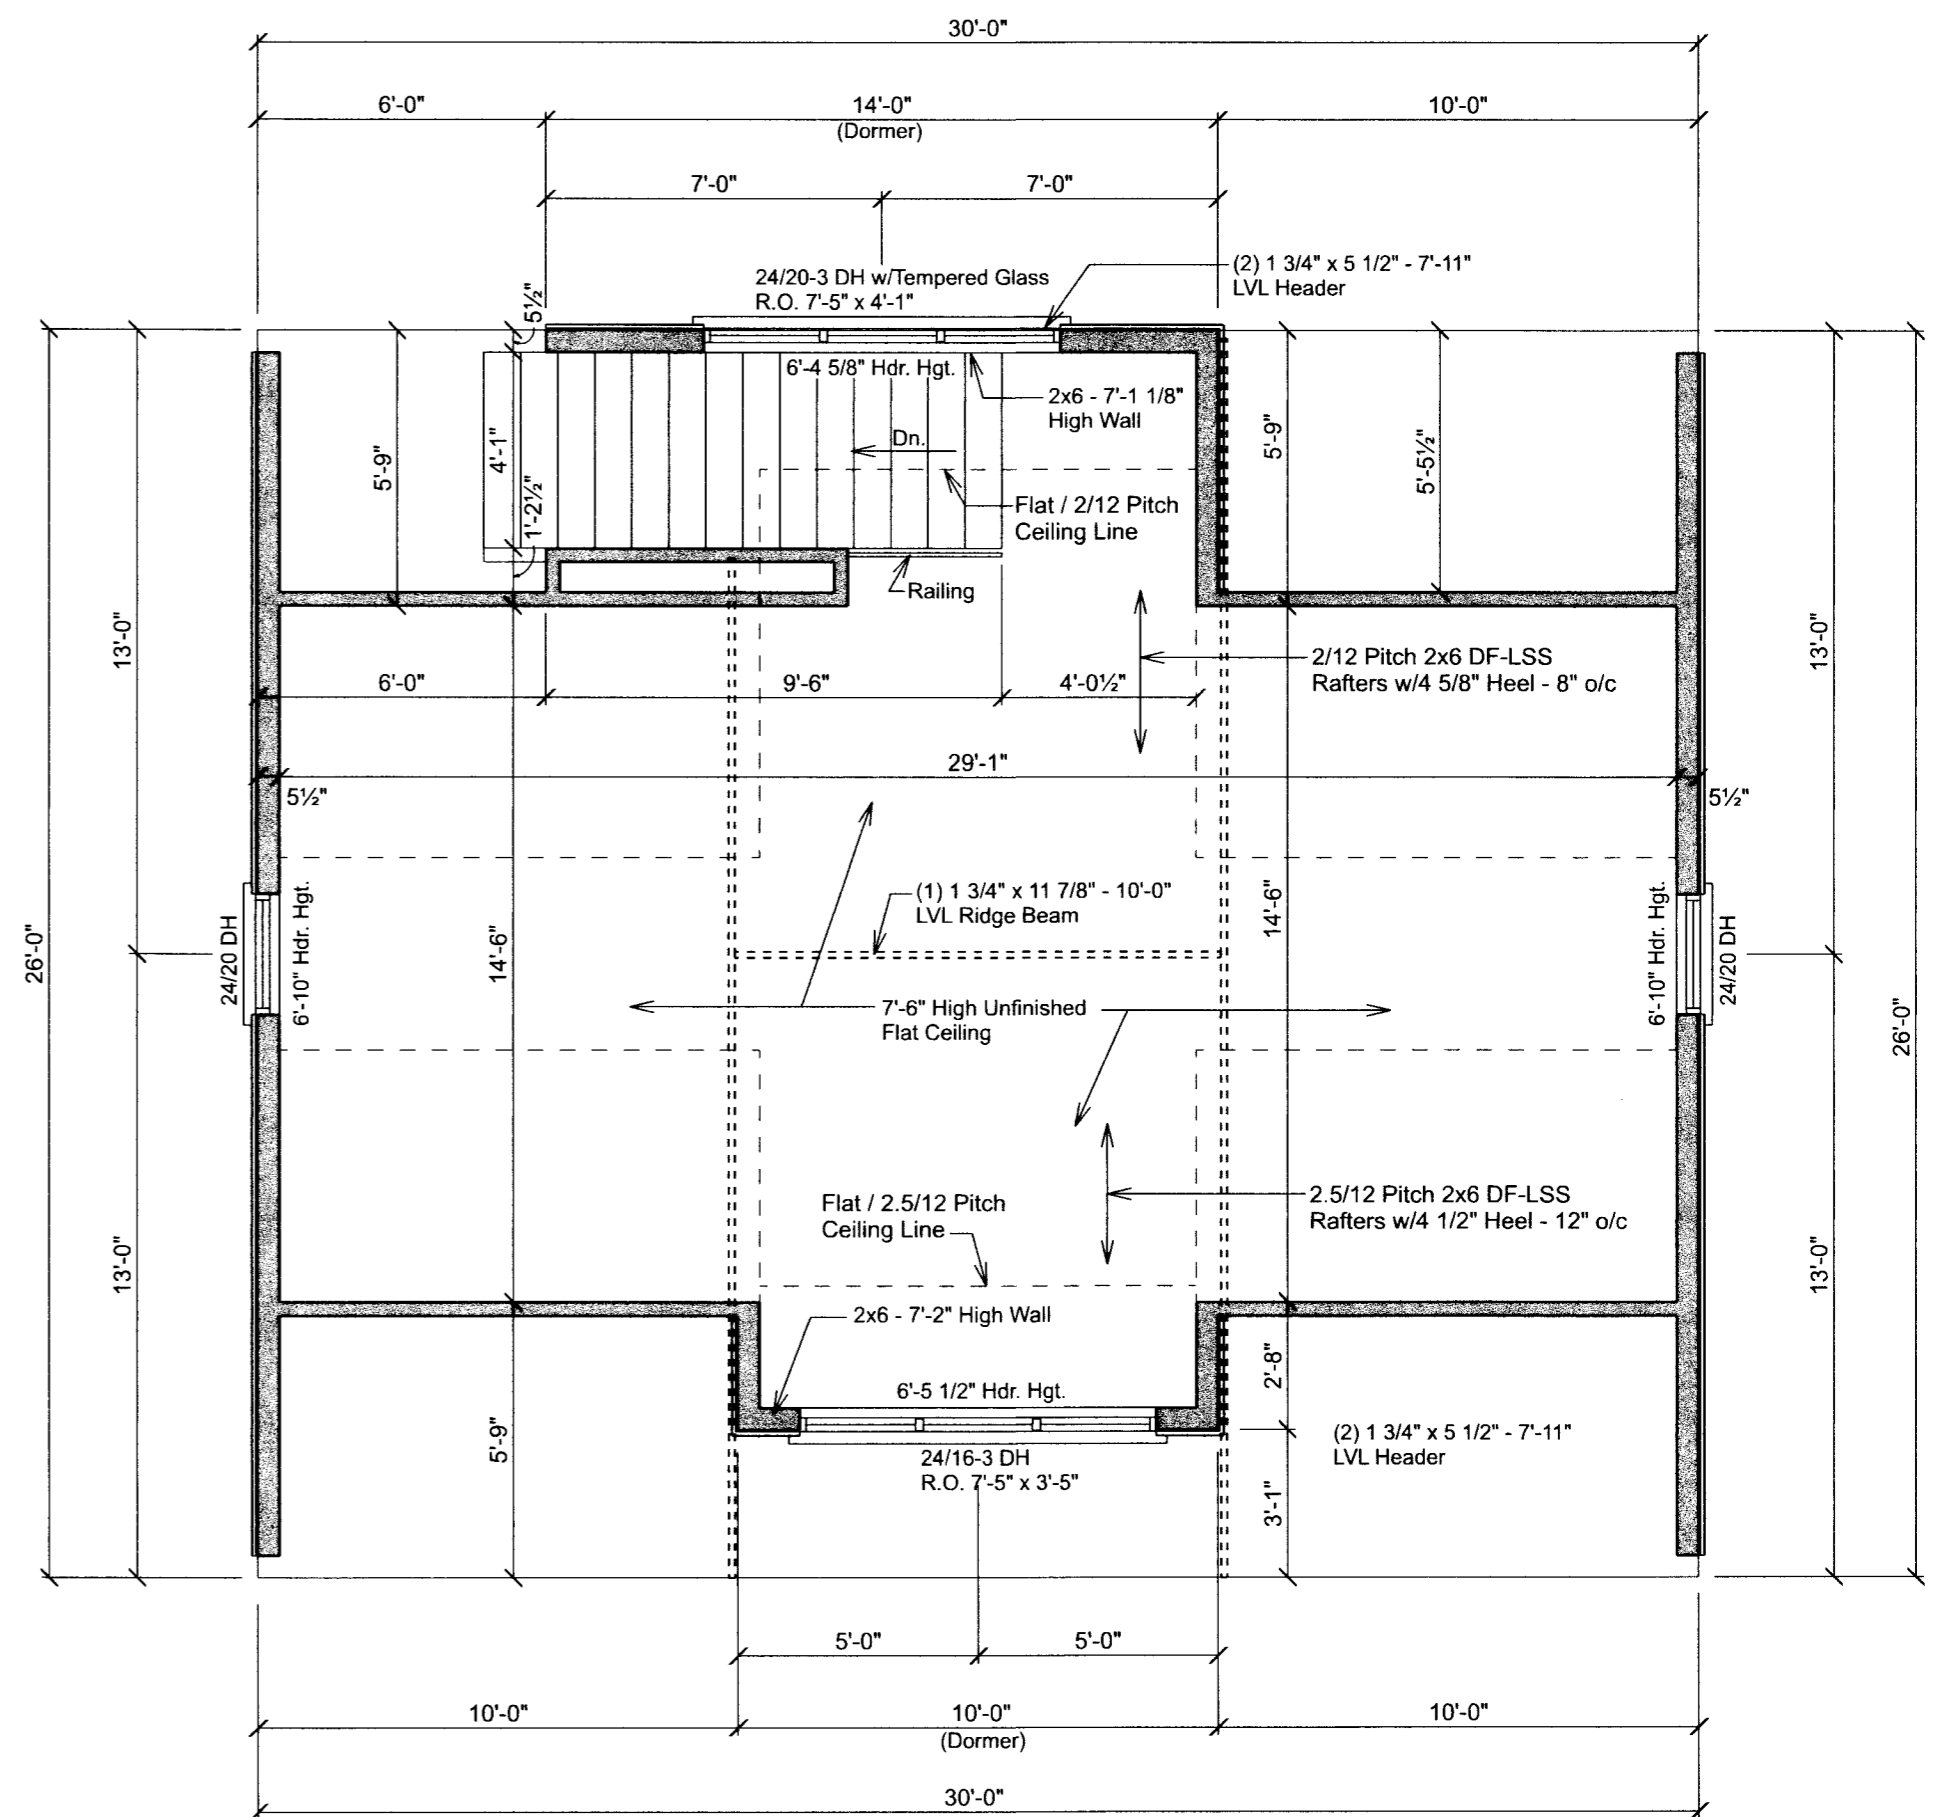 30'-0"
6'-0"
14'-0"
(Dormer)
10'-0"
7'-0"
7'-0"
24/20-3 DH w/Tempered Glass
R.O. 7'-5" x 4'-1"
(2) 1 3/4" x 5 1/2" - 7'-11"
LVL Header
5½"
6'-4 5/8" Hdr. Hgt.
2x6 - 7'-1 1/8"
High Wall
5'-9"
4'-1"
1'-2½"
Dn.
Flat / 2/12 Pitch
Ceiling Line
5'-9"
5'-5½"
Railing
13'-0"
13'-0"
2/12 Pitch 2x6 DF-LSS
Rafters w/4 5/8" Heel - 8" o/c
6'-0"
9'-6"
4'-0½"
29'-1"
5½"
5½"
(1) 1 3/4" x 11 7/8" - 10'-0"
LVL Ridge Beam
26'-0"
24/20 DH
6'-10" Hdr. Hgt.
14'-6"
14'-6"
6'-10" Hdr. Hgt.
24/20 DH
26'-0"
7'-6" High Unfinished
Flat Ceiling
Flat / 2.5/12 Pitch
Ceiling Line
2.5/12 Pitch 2x6 DF-LSS
Rafters w/4 1/2" Heel - 12" o/c
13'-0"
13'-0"
2x6 - 7'-2" High Wall
6'-5 1/2" Hdr. Hgt.
2'-8"
5'-9"
24/16-3 DH
R.O. 7'-5" x 3'-5"
(2) 1 3/4" x 5 1/2" - 7'-11"
LVL Header
3'-1"
5'-0"
5'-0"
10'-0"
10'-0"
(Dormer)
10'-0"
30'-0"